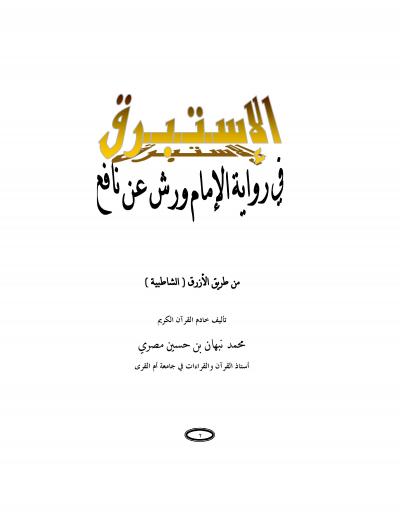 الإستبرق
في رواية الإمام ورش عن نافع
من طريق الأزرق ( الشاطبية )
تأليف خادم القرآن الكريم
محمد نبهان بن حسين مصري
أستاذ القرآن والقراءات في جامعة أم القرى
٢